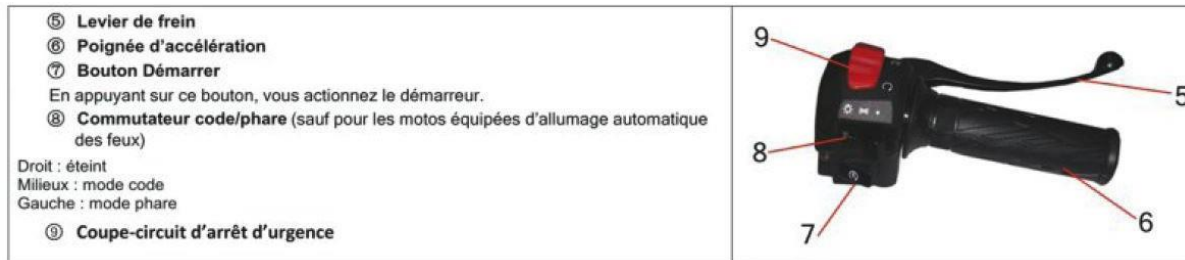 ⑤ Levier de frein
⑥ Poignée d'accélération
⑦ Bouton Démarrer
En appuyant sur ce bouton, vous actionnez le démarreur.
⑧ Commutateur code/phare (sauf pour les motos équipées d'allumage automatique
des feux)
Droit : éteint
Milieux : mode code
Gauche : mode phare
⑨ Coupe-circuit d'arrêt d'urgence
9
5
8
7
6